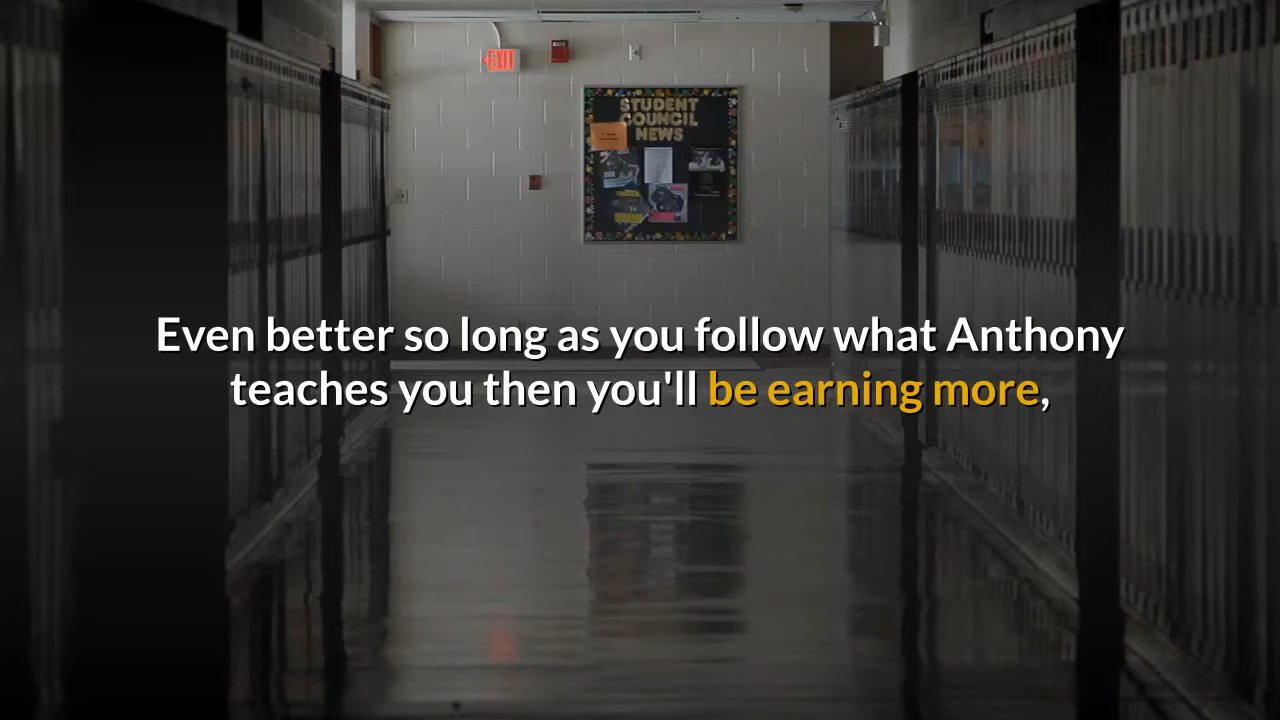 EXIT
STUDENT
COUNCIL
NEWS
Even better so long as you follow what Anthony
teaches you then you'll be earning more,